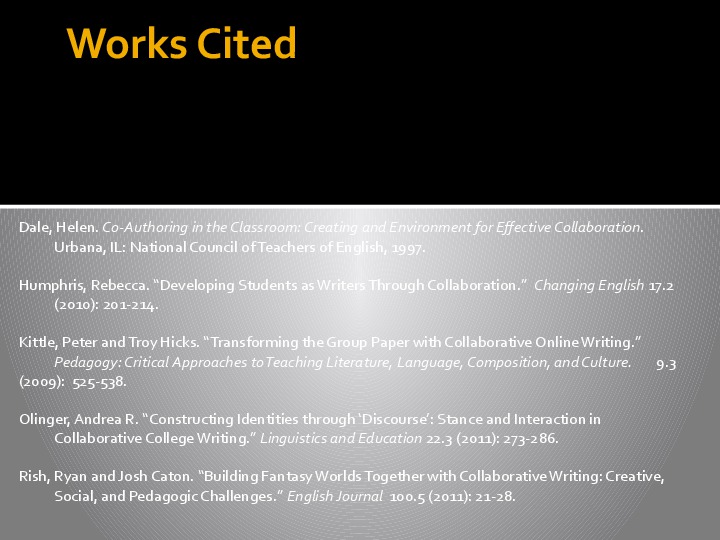 Works Cited
Dale, Helen. Co-Authoring in the Classroom: Creating and Environment for Effective Collaboration.
Urbana, IL: National Council of Teachers of English, 1997.
Humphris, Rebecca. “Developing Students as Writers Through Collaboration.” Changing English 17.2
(2010): 201-214.
Kittle, Peter and Troy Hicks. “Transforming the Group Paper with Collaborative Online Writing.”
Pedagogy: Critical Approaches to Teaching Literature, Language, Composition, and Culture. 9.3
(2009): 525-538.
Olinger, Andrea R. “Constructing Identities through ‘Discourse’: Stance and Interaction in
Collaborative College Writing.” Linguistics and Education 22.3 (2011): 273-286.
Rish, Ryan and Josh Caton. “Building Fantasy Worlds Together with Collaborative Writing: Creative,
Social, and Pedagogic Challenges.” English Journal 100.5 (2011): 21-28.